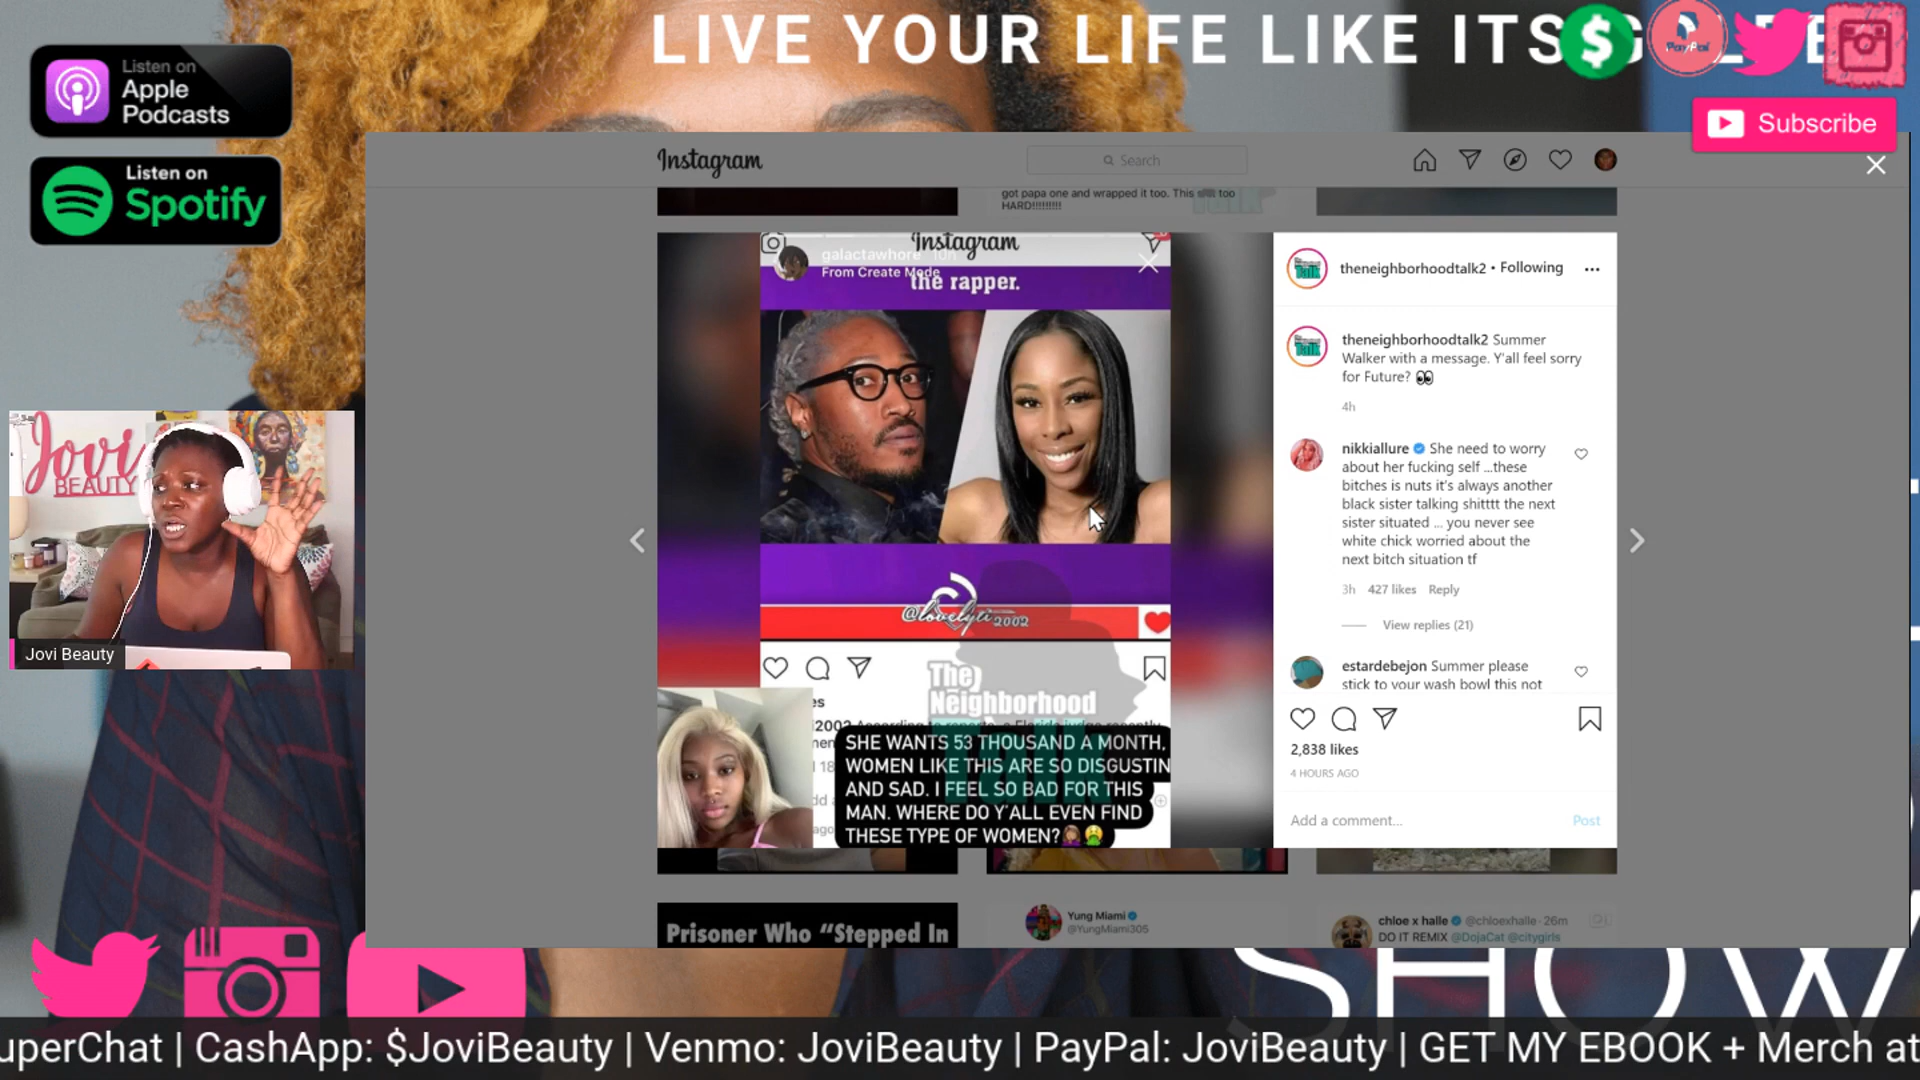 LIVE YOUR LIFE LIKE ITS
Listen on
Apple
Podcasts
Listen on
Spotify
PayPal
Subscribe
Instagram
Search
got papa one and wrapped it too. This
too
HARD!!!!!!!!!
Instagram
galactawhore 10h
From Create Mode
the rapper.
@lovelyti2002
The
Neighborhood
Talk
SHE WANTS 53 THOUSAND A MONTH,
WOMEN LIKE THIS ARE SO DISGUSTIN
AND SAD. I FEEL SO BAD FOR THIS
MAN. WHERE DO Y'ALL EVEN FIND
THESE TYPE OF WOMEN?🤦🏽‍♀️🤮
theneighborhoodtalk2 • Following
theneighborhoodtalk2 Summer
Walker with a message. Y'all feel sorry
for Future? 👀
4h
nikkiallure She need to worry
about her fucking self ...these
bitches is nuts it's always another
black sister talking shitttt the next
sister situated ... you never see
white chick worried about the
next bitch situation tf
3h 427 likes Reply
View replies (21)
estardebejon Summer please
stick to your wash bowl this not
2,838 likes
4 HOURS AGO
Add a comment...
Post
Jovi
BEAUTY
Jovi Beauty
Prisoner Who “Stepped In
Yung Miami
@YungMiami305
chloe x halle @chloexhalle · 26m
DO IT REMIX @DojaCat @citygirls
SHOW
uperChat | CashApp: $JoviBeauty | Venmo: JoviBeauty | PayPal: JoviBeauty | GET MY EBOOK + Merch at